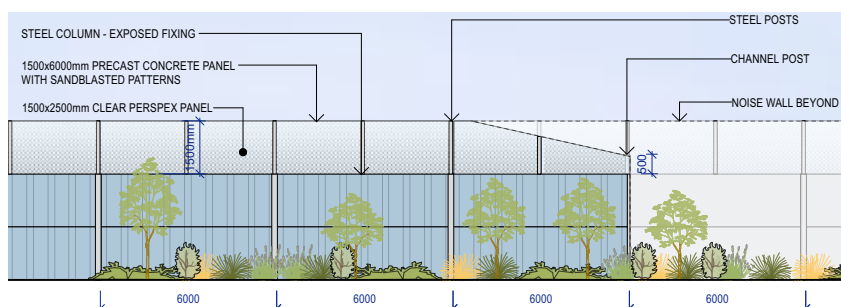 STEEL COLUMN - EXPOSED FIXING
1500x6000mm PRECAST CONCRETE PANEL
WITH SANDBLASTED PATTERNS
1500x2500mm CLEAR PERSPEX PANEL
STEEL POSTS
CHANNEL POST
NOISE WALL BEYOND
1500mm
500
6000
6000
6000
6000